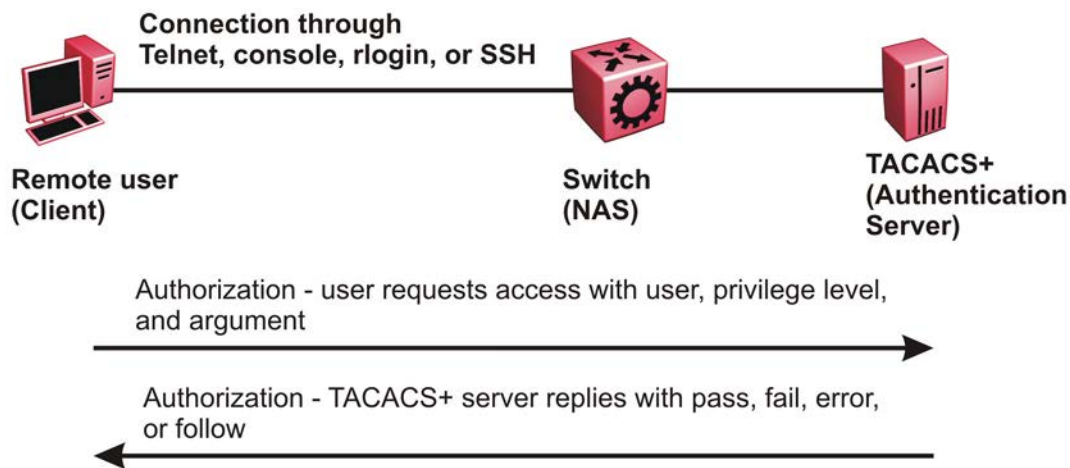 Connection through
Telnet, console, rlogin, or SSH
Remote user
(Client)
Switch
(NAS)
TACACS+
(Authentication
Server)
Authorization - user requests access with user, privilege level,
and argument
Authorization - TACACS+ server replies with pass, fail, error,
or follow